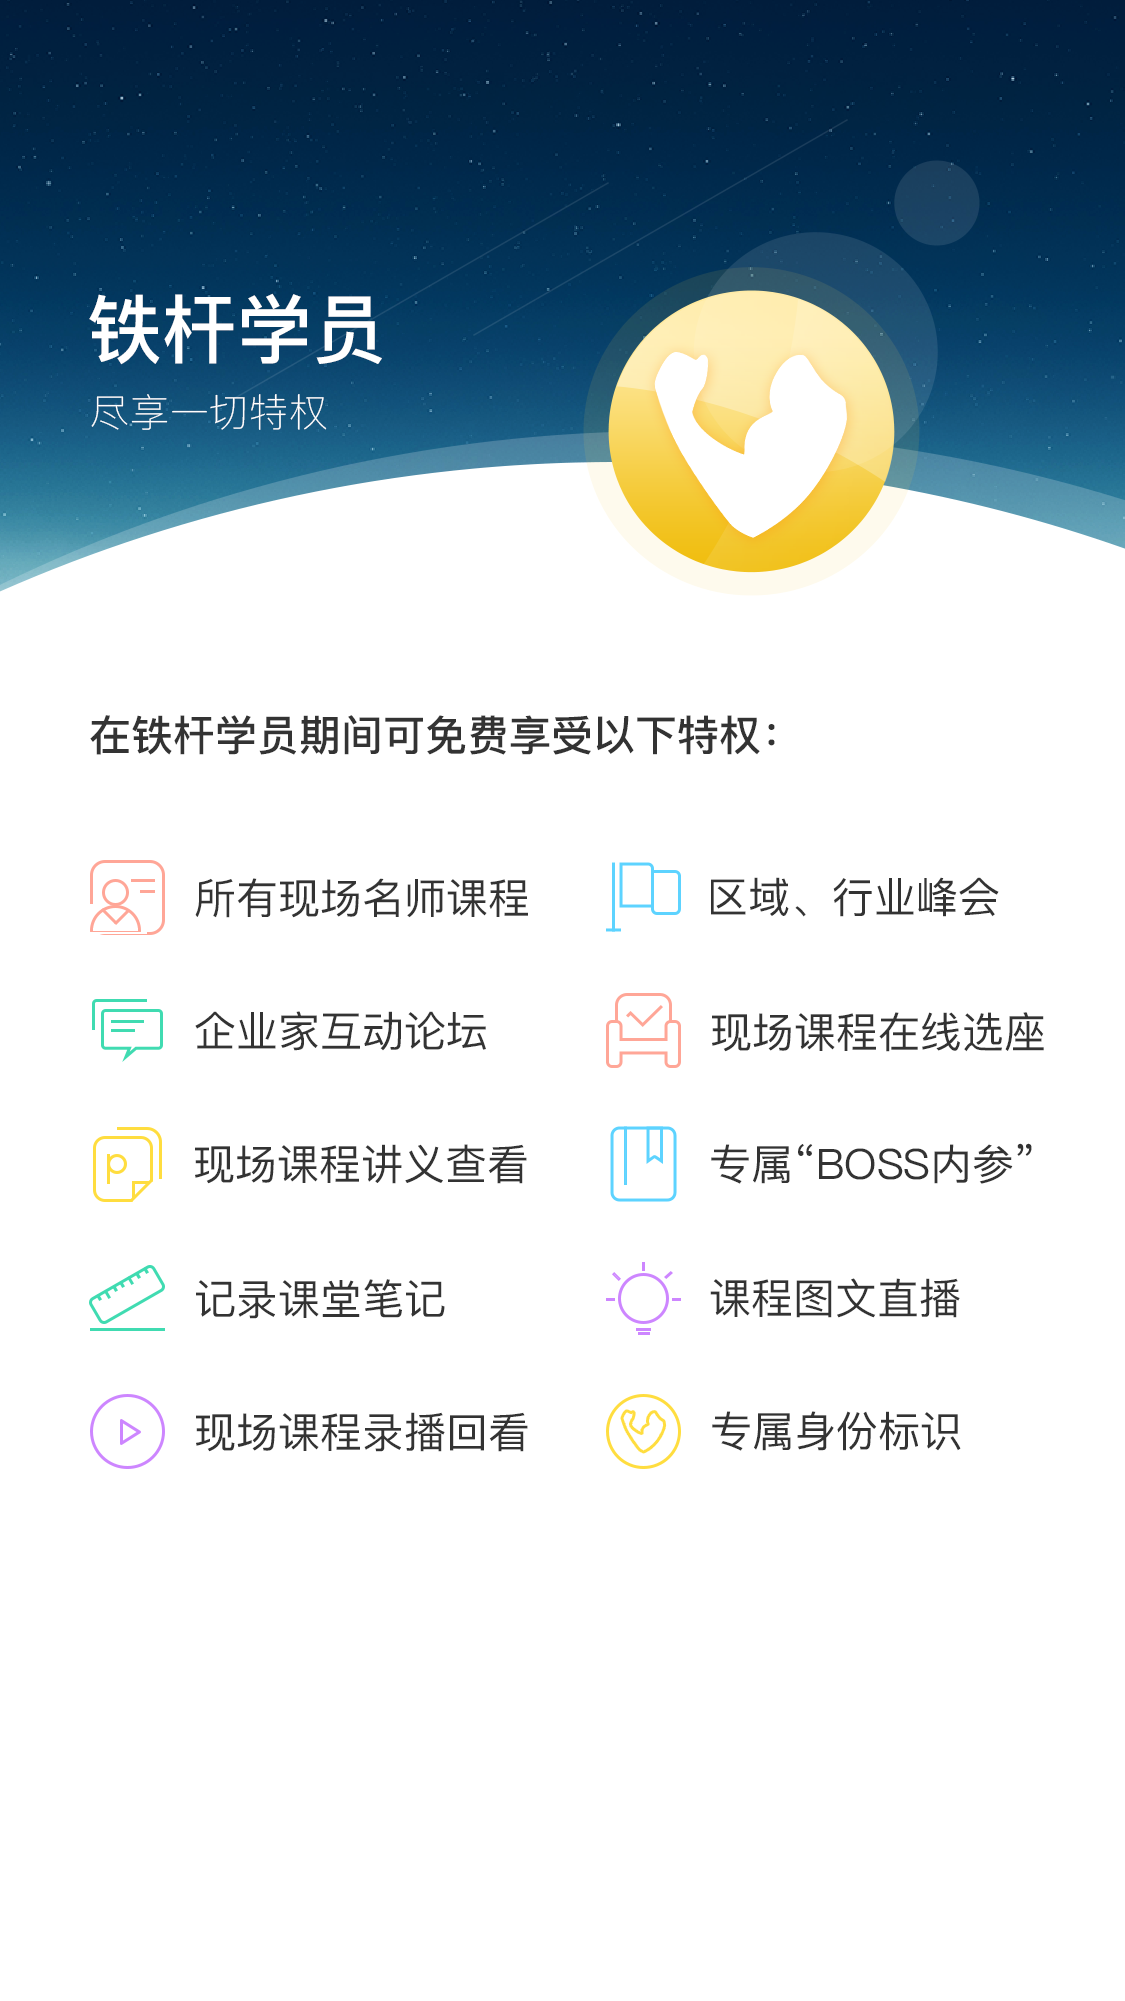 铁杆学员
尽享一切特权
在铁杆学员期间可免费享受以下特权：
所有现场名师课程
区域、行业峰会
企业家互动论坛
现场课程在线选座
现场课程讲义查看
专属“BOSS内参”
记录课堂笔记
课程图文直播
现场课程录播回看
专属身份标识